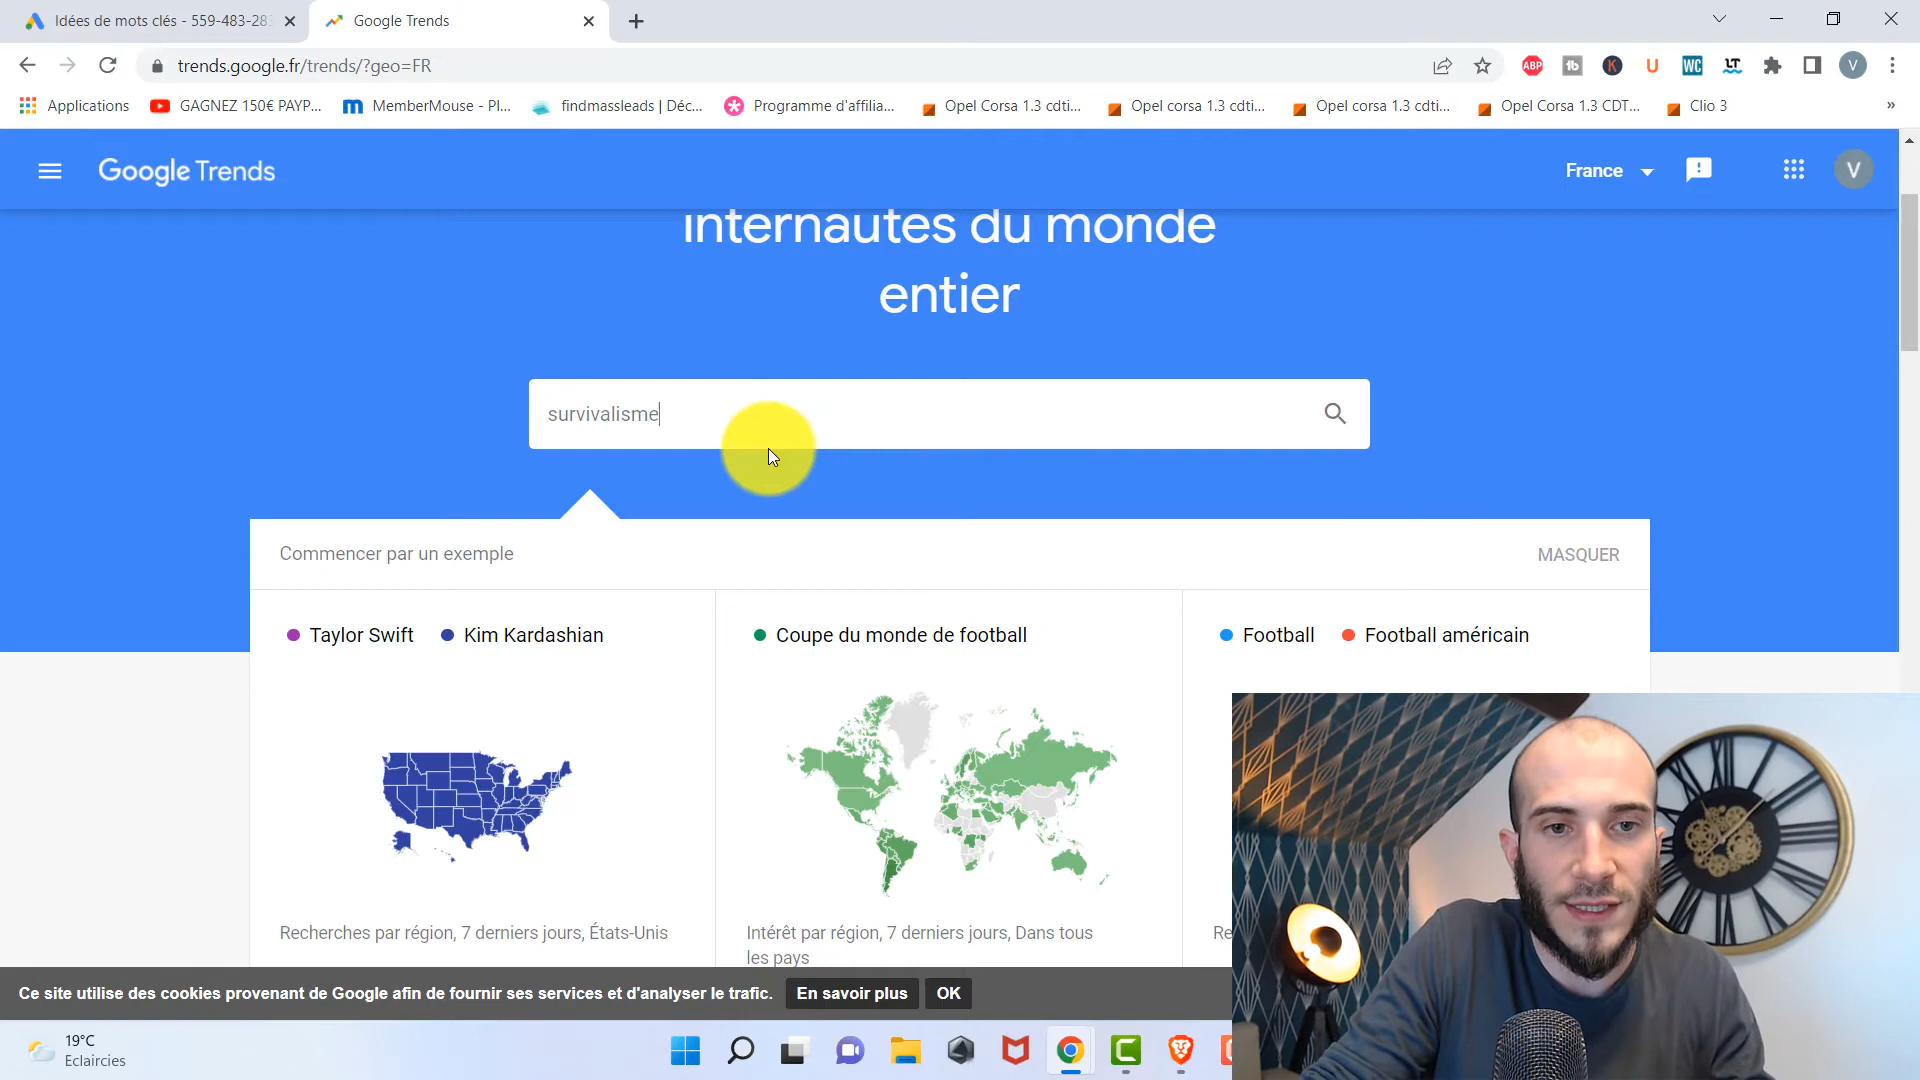 Idées de mots clés - 559-483-283
Google Trends
trends.google.fr/trends/?geo=FR
ABP
tb
K
U
WC
LT
V
Applications
GAGNEZ 150€ PAYP...
MemberMouse - Pl...
findmassleads | Déc...
Programme d'affilia...
Opel Corsa 1.3 cdti...
Opel corsa 1.3 cdti...
Opel corsa 1.3 cdti...
Opel Corsa 1.3 CDT...
Clio 3
»
Google Trends
France
V
internautes du monde
entier
survivalisme
Commencer par un exemple
MASQUER
Taylor Swift
Kim Kardashian
Coupe du monde de football
Football
Football américain
Recherches par région, 7 derniers jours, États-Unis
Intérêt par région, 7 derniers jours, Dans tous
les pays
Re
Ce site utilise des cookies provenant de Google afin de fournir ses services et d'analyser le trafic.
En savoir plus
OK
19°C
Eclaircies